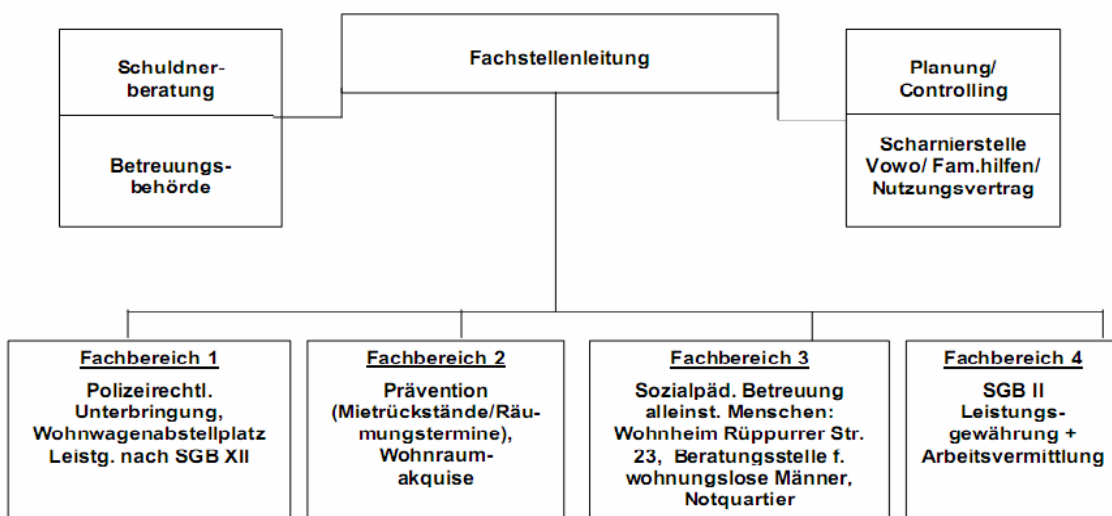 Schuldner-
beratung
Betreuungs-
behörde
Fachstellenleitung
Planung/
Controlling
Scharnierstelle
Vowo/ Fam.hilfen/
Nutzungsvertrag
Fachbereich 1
Polizeirechtl.
Unterbringung,
Wohnwagenabstellplatz
Leistg. nach SGB XII
Fachbereich 2
Prävention
(Mietrückstände/Räu-
mungstermine),
Wohnraum-
akquise
Fachbereich 3
Sozialpäd. Betreuung
alleinst. Menschen:
Wohnheim Rüppurrer Str.
23, Beratungsstelle f.
wohnungslose Männer,
Notquartier
Fachbereich 4
SGB II
Leistungs-
gewährung +
Arbeitsvermittlung